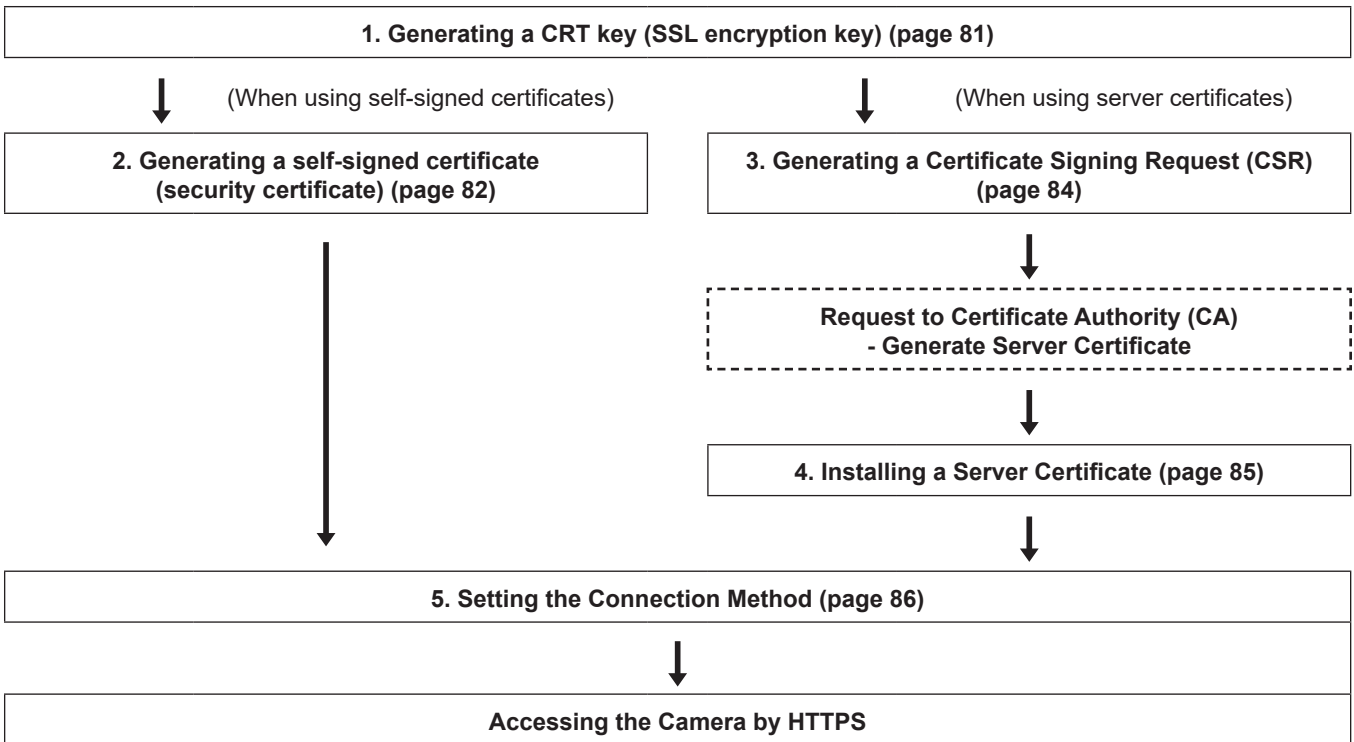 1. Generating a CRT key (SSL encryption key) (page 81)
(When using self-signed certificates)
(When using server certificates)
2. Generating a self-signed certificate
(security certificate) (page 82)
3. Generating a Certificate Signing Request (CSR)
(page 84)
Request to Certificate Authority (CA)
- Generate Server Certificate
4. Installing a Server Certificate (page 85)
5. Setting the Connection Method (page 86)
Accessing the Camera by HTTPS